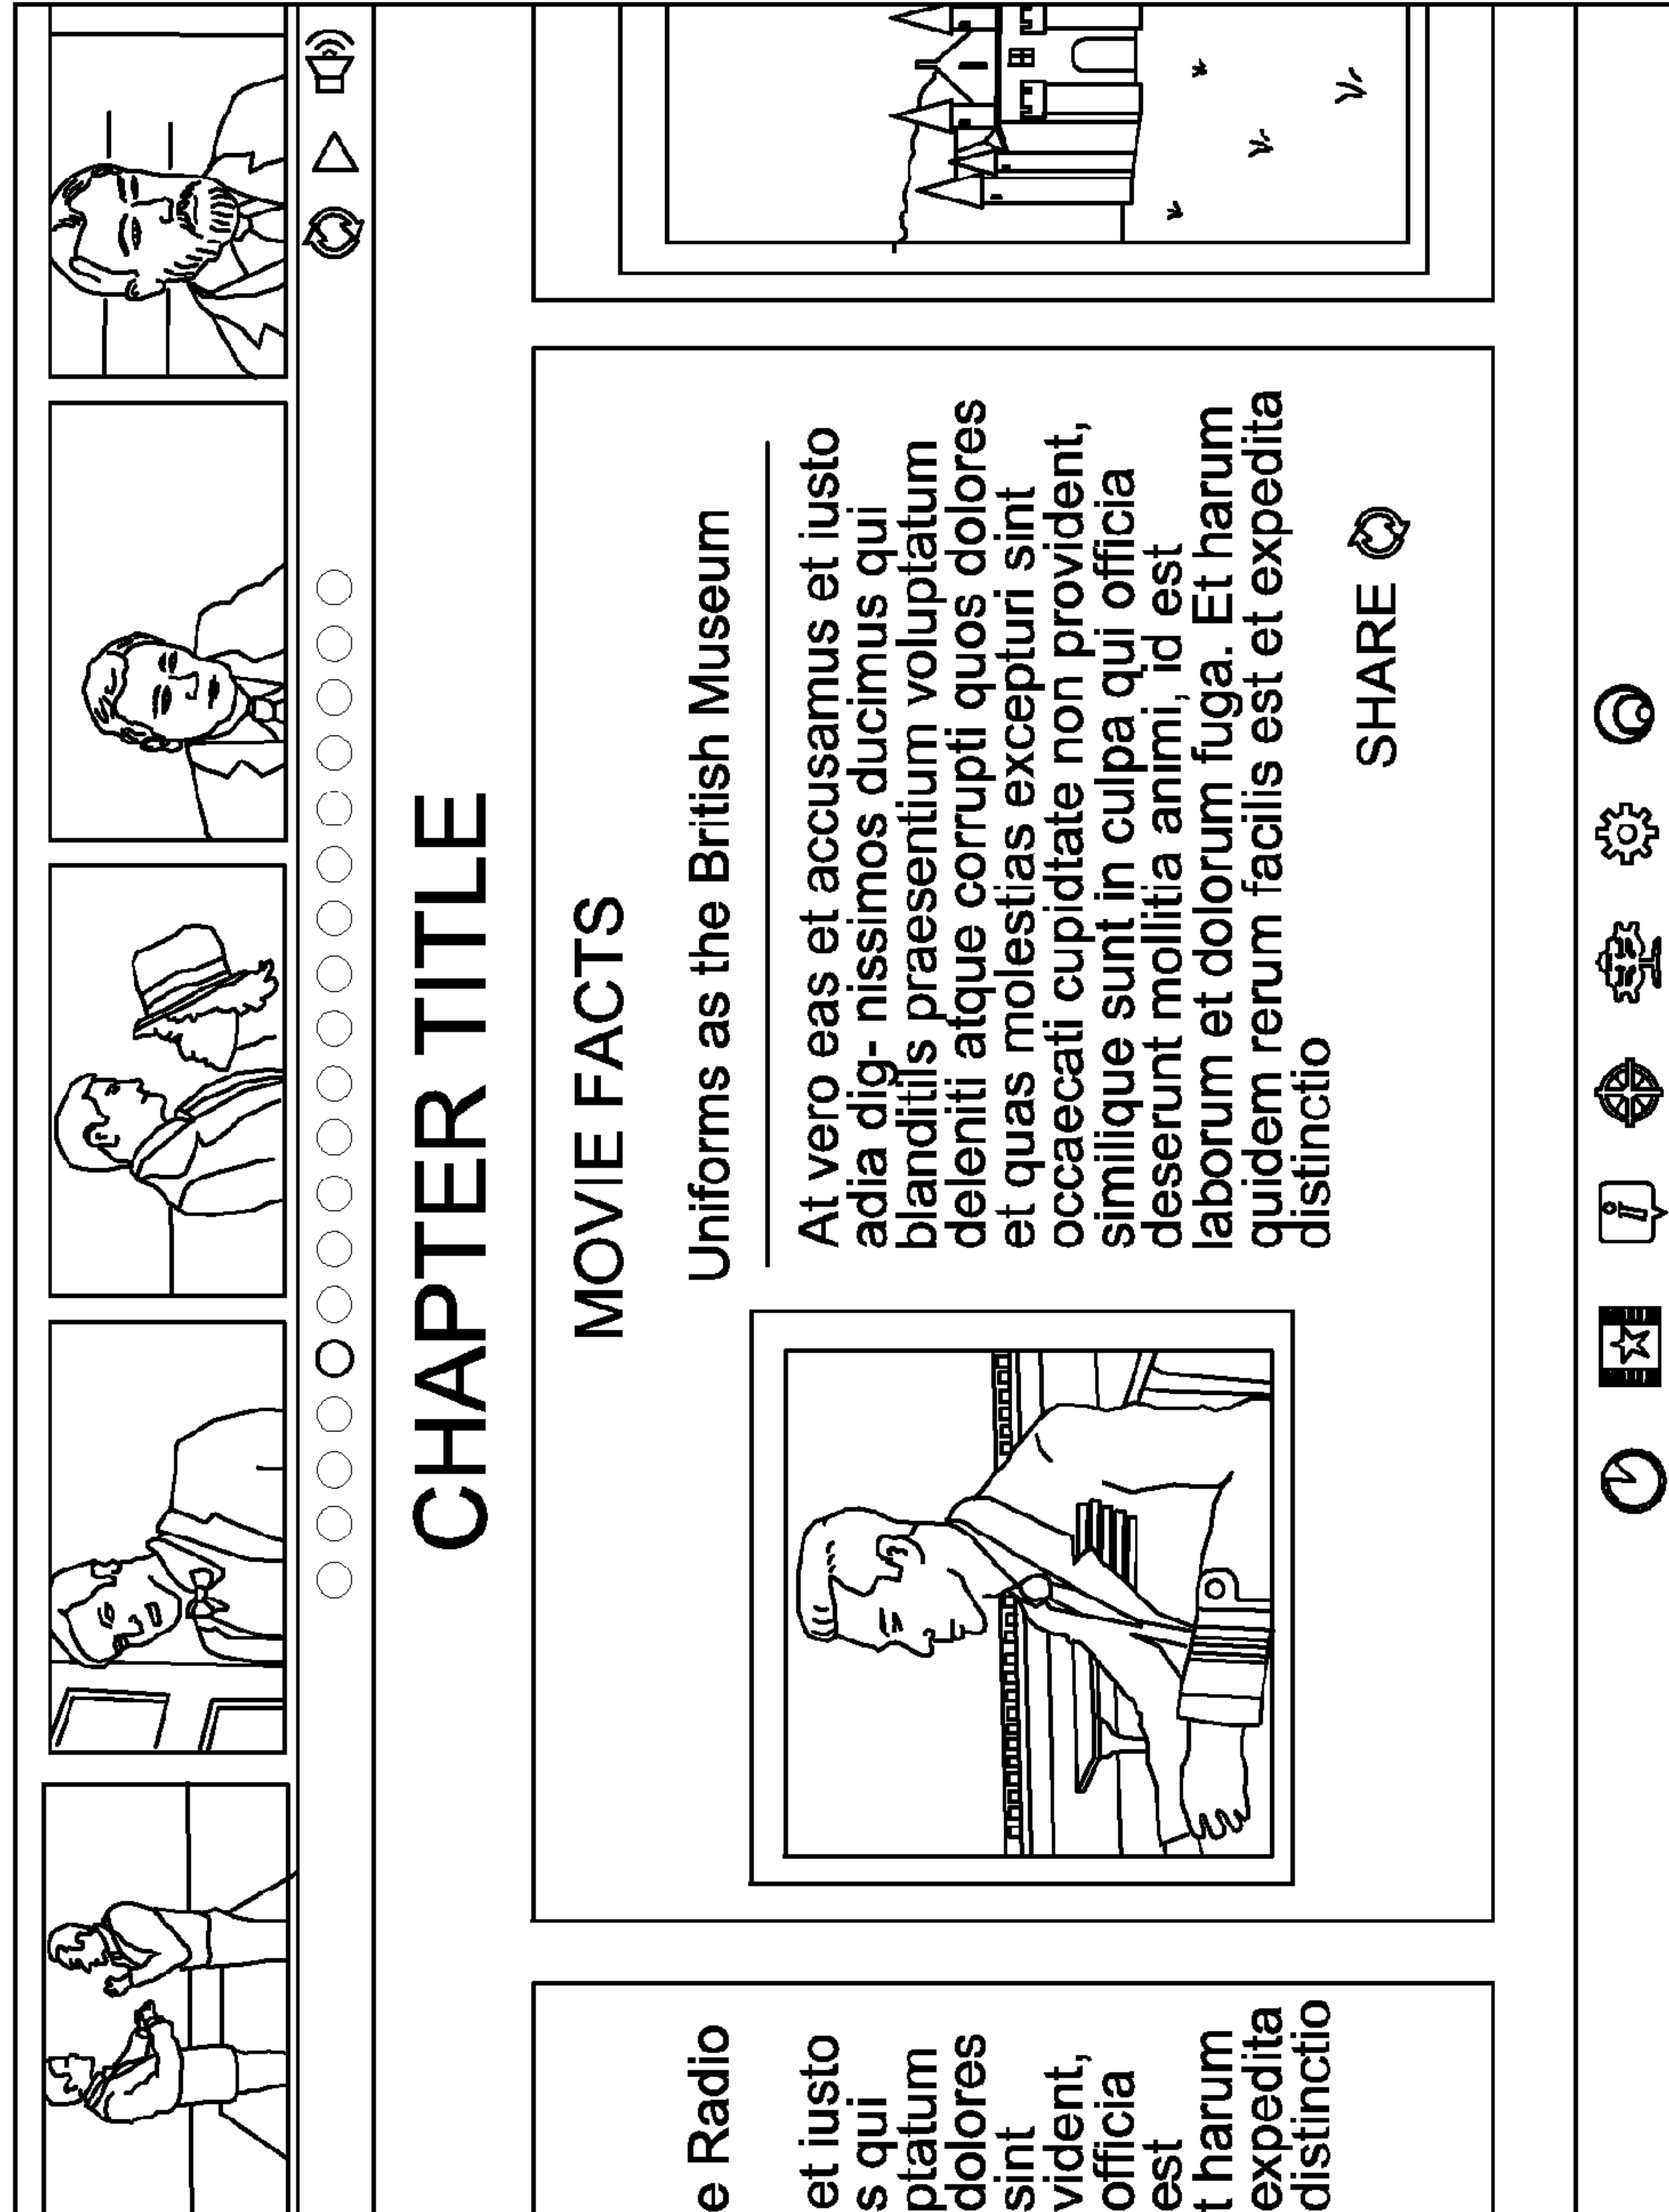 CHAPTER TITLE
e Radio
et iusto
s qui
ptatum
dolores
sint
vident,
officia
est
t harum
expedita
distinctio
MOVIE FACTS
Uniforms as the British Museum
At vero eas et accusamus et iusto
adia dig- nissimos ducimus qui
blanditils praesentium voluptatum
deleniti atque corrupti quos dolores
et quas molestias excepturi sint
occaecati cupidtate non provident,
similique sunt in culpa qui officia
deserunt mollitia animi, id est
laborum et dolorum fuga. Et harum
quidem rerum facilis est et expedita
distinctio
SHARE
i